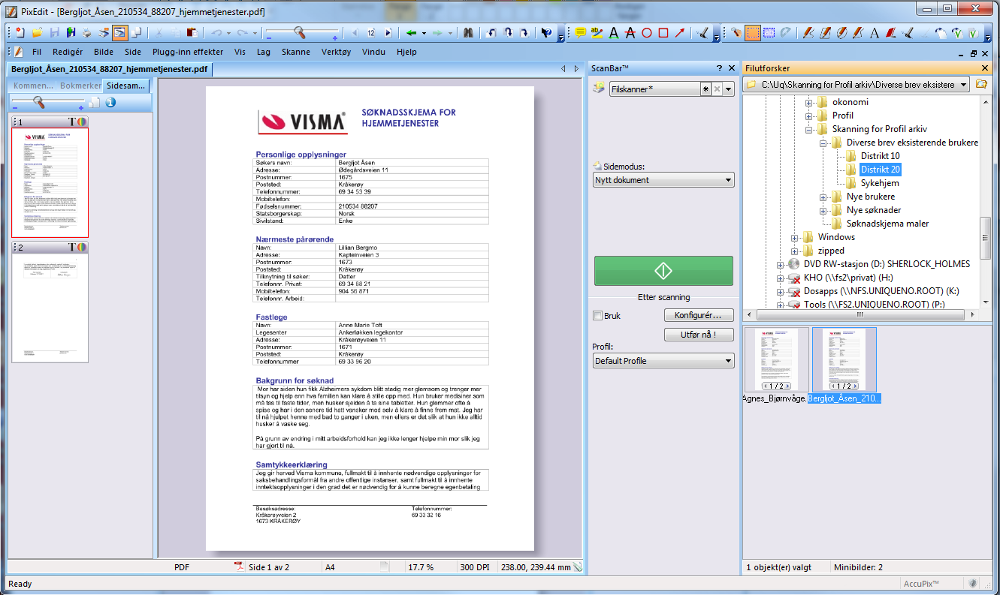 PixEdit - [Bergljot_Åsen_210534_88207_hjemmetjenester.pdf]
12
Fil Redigér Bilde Side Plugg-inn effekter Vis Lag Skanne Verktøy Vindu Hjelp
Bergljot_Åsen_210534_88207_hjemmetjenester.pdf
Kommen... Bokmerker Sidesam...
1
2
VISMA
SØKNADSSKJEMA FOR
HJEMMETJENESTER
Personlige opplysninger
Søkers navn: Bergljot Åsen
Adresse: Ødegårdsveien 11
Postnummer: 1675
Poststed: Kråkerøy
Telefonnummer: 69 34 53 39
Mobiltelefon:
Fødselsnummer: 210534 88207
Statsborgerskap: Norsk
Sivilstand: Enke
Nærmeste pårørende
Navn: Lillian Bergmo
Adresse: Kapteinveien 3
Postnummer: 1673
Poststed: Kråkerøy
Tilknytning til søker: Datter
Telefonnr. Privat: 69 34 88 21
Mobiltelefon: 904 56 871
Telefonnr. Arbeid:
Fastlege
Navn: Anne Marie Toft
Legesenter Ankerløkken legekontor
Adresse: Kråkerøyveien 11
Postnummer: 1671
Poststed: Kråkerøy
Telefonnummer 69 33 96 20
Bakgrunn for søknad
Mor har siden hun fikk Alzheimers sykdom blitt stadig mer glemsom og trenger mer
tilsyn og hjelp enn hva familien kan klare å stille opp med. Hun bruker medisiner som
må tas til faste tider, men husker sjelden å ta sine tabletter. Hun glemmer ofte å
spise og har i den senere tid hatt vansker med selv å klare å finne frem mat. Jeg har
til nå hjulpet henne med bad to ganger i uken, men ellers er det slik at hun ikke alltid
husker å vaske seg.
På grunn av endring i mitt arbeidsforhold kan jeg ikke lenger hjelpe min mor slik jeg
har gjort til nå.
Samtykkeerklæring
Jeg gir herved Visma kommune, fullmakt til å innhente nødvendige opplysninger for
saksbehandlingsformål fra andre offentlige instanser, samt fullmakt til å innhente
inntektsopplysninger i den grad det er nødvendig for å kunne beregne egenbetaling
Besøksadresse: Telefonnummer:
Kråkerøyveien 2 69 33 32 16
1673 KRÅKERØY
PDF Side 1 av 2 A4 17.7 % 300 DPI 238.00, 239.44 mm
ScanBar™
Filskanner*
Sidemodus:
Nytt dokument
Etter scanning
Bruk Konfigurér...
Utfør nå !
Profil:
Default Profile
Filutforsker
C:\Uq\Skanning for Profil arkiv\Diverse brev eksistere
okonomi
Profil
Skanning for Profil arkiv
Diverse brev eksisterende brukere
Distrikt 10
Distrikt 20
Sykehjem
Nye brukere
Nye søknader
Søknadskjema maler
Windows
zipped
DVD RW-stasjon (D:) SHERLOCK_HOLMES
KHO (\\fs2\privat) (H:)
Dosapps (\\NFS.UNIQUENO.ROOT) (K:)
Tools (\\FS2.UNIQUENO.ROOT) (P:)
1 / 2 1 / 2
Agnes_Bjørnvåge. Bergljot_Åsen_210...
1 objekt(er) valgt Minibilder: 2
Ready AccuPix™